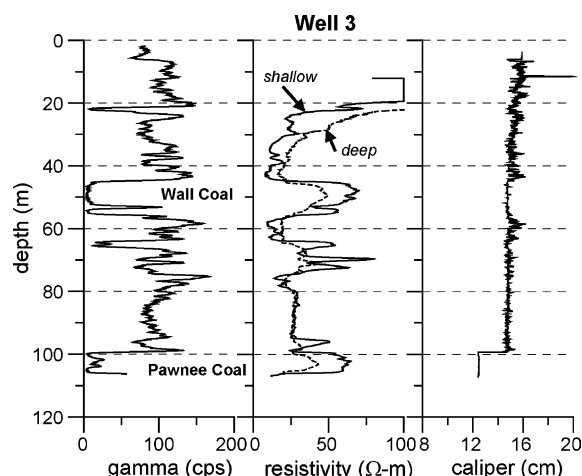 Well 3
0
20
40
60
80
100
120
depth (m)
shallow
deep
Wall Coal
Pawnee Coal
0 100 200
0 50 100
8 12 16 20
gamma (cps) resistivity (Ω-m) caliper (cm)